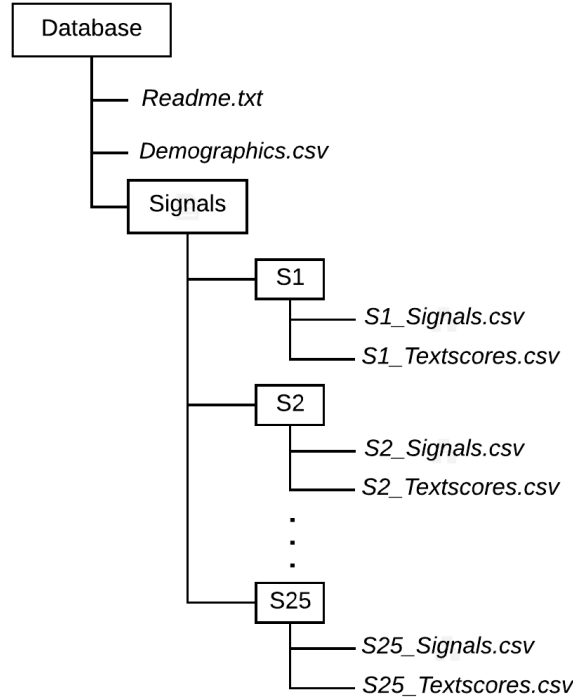 Database
Readme.txt
Demographics.csv
Signals
S1
S1_Signals.csv
S1_Textscores.csv
S2
S2_Signals.csv
S2_Textscores.csv
S25
S25_Signals.csv
S25_Textscores.csv